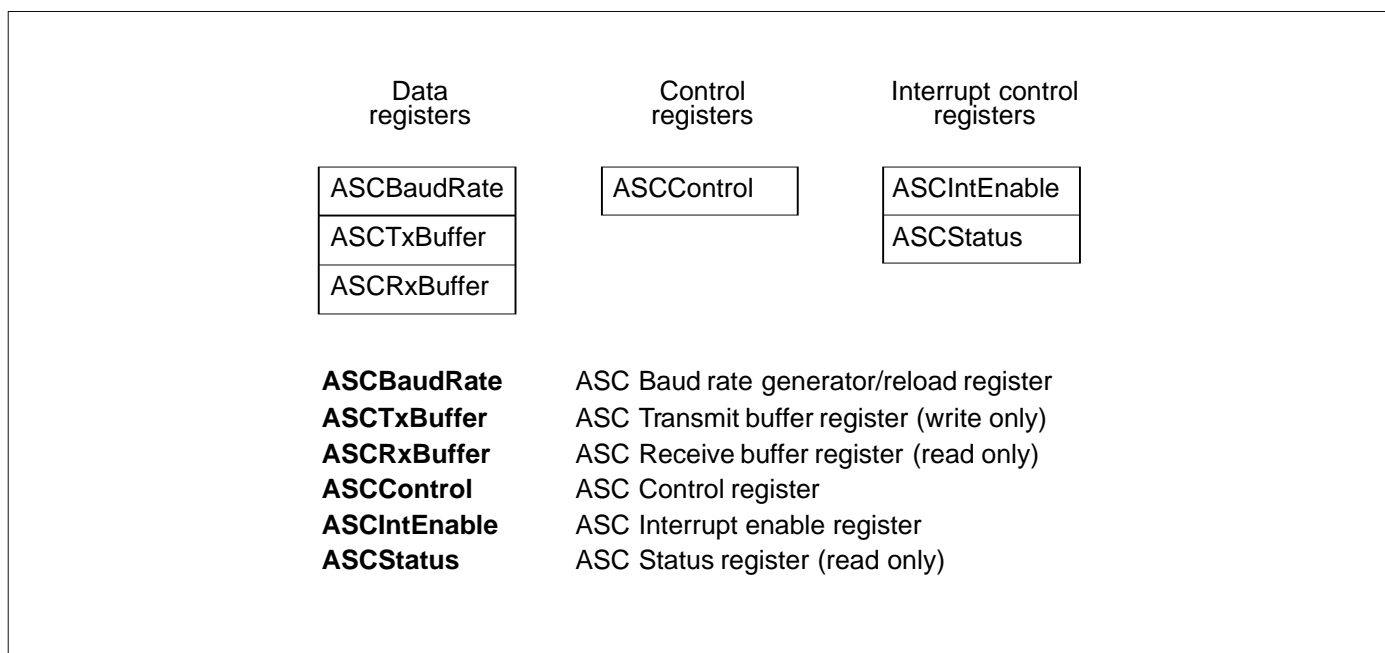 Data registers
Control registers
Interrupt control registers
ASCBaudRate
ASCControl
ASCIntEnable
ASCTxBuffer
ASCStatus
ASCRxBuffer
ASCBaudRate ASC Baud rate generator/reload register
ASCTxBuffer ASC Transmit buffer register (write only)
ASCRxBuffer ASC Receive buffer register (read only)
ASCControl ASC Control register
ASCIntEnable ASC Interrupt enable register
ASCStatus ASC Status register (read only)